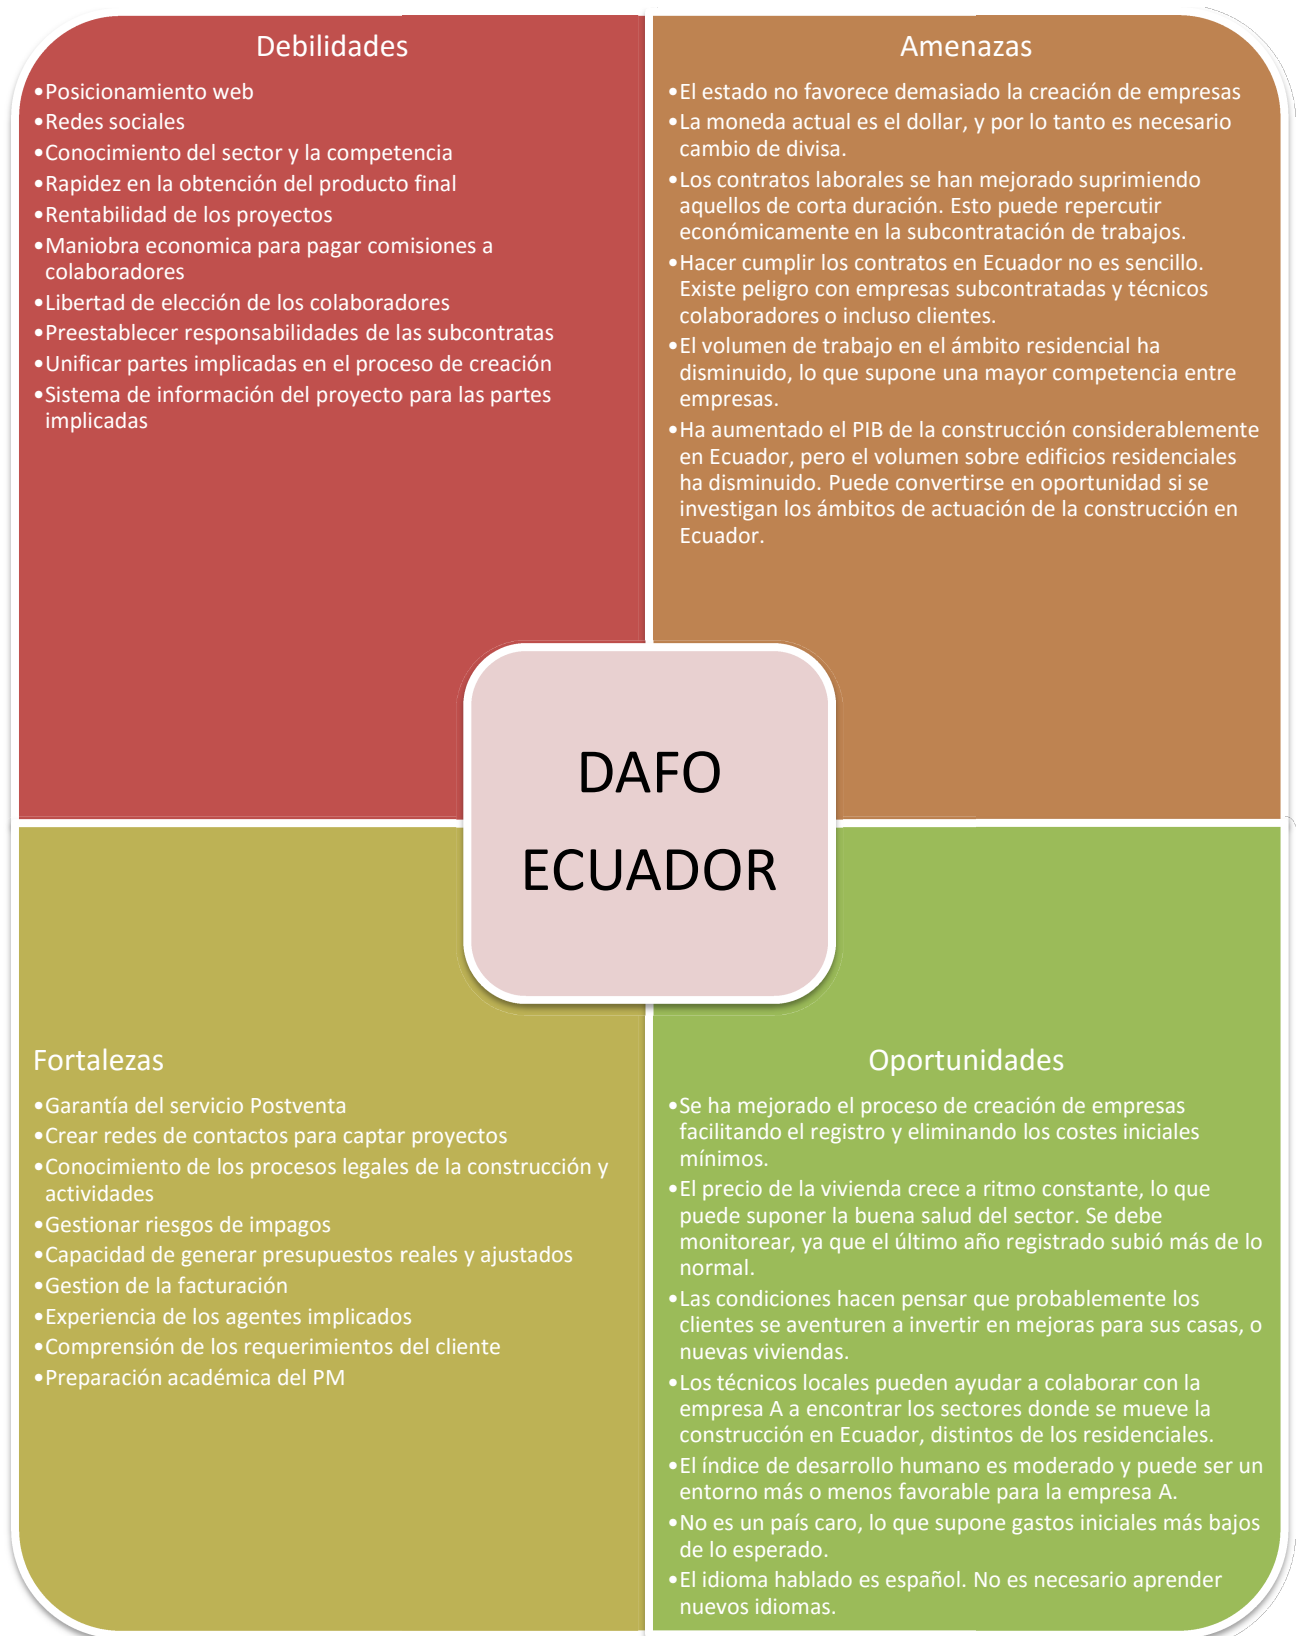 Debilidades
•Posicionamiento web
•Redes sociales
•Conocimiento del sector y la competencia
•Rapidez en la obtención del producto final
•Rentabilidad de los proyectos
•Maniobra economica para pagar comisiones a
colaboradores
•Libertad de elección de los colaboradores
•Preestablecer responsabilidades de las subcontratas
•Unificar partes implicadas en el proceso de creación
•Sistema de información del proyecto para las partes
implicadas
Amenazas
•El estado no favorece demasiado la creación de empresas
•La moneda actual es el dollar, y por lo tanto es necesario
cambio de divisa.
•Los contratos laborales se han mejorado suprimiendo
aquellos de corta duración. Esto puede repercutir
económicamente en la subcontratación de trabajos.
•Hacer cumplir los contratos en Ecuador no es sencillo.
Existe peligro con empresas subcontratadas y técnicos
colaboradores o incluso clientes.
•El volumen de trabajo en el ámbito residencial ha
disminuido, lo que supone una mayor competencia entre
empresas.
•Ha aumentado el PIB de la construcción considerablemente
en Ecuador, pero el volumen sobre edificios residenciales
ha disminuido. Puede convertirse en oportunidad si se
investigan los ámbitos de actuación de la construcción en
Ecuador.
DAFO
ECUADOR
Fortalezas
•Garantía del servicio Postventa
•Crear redes de contactos para captar proyectos
•Conocimiento de los procesos legales de la construcción y
actividades
•Gestionar riesgos de impagos
•Capacidad de generar presupuestos reales y ajustados
•Gestion de la facturación
•Experiencia de los agentes implicados
•Comprensión de los requerimientos del cliente
•Preparación académica del PM
Oportunidades
•Se ha mejorado el proceso de creación de empresas
facilitando el registro y eliminando los costes iniciales
mínimos.
•El precio de la vivienda crece a ritmo constante, lo que
puede suponer la buena salud del sector. Se debe
monitorear, ya que el último año registrado subió más de lo
normal.
•Las condiciones hacen pensar que probablemente los
clientes se aventuren a invertir en mejoras para sus casas, o
nuevas viviendas.
•Los técnicos locales pueden ayudar a colaborar con la
empresa A a encontrar los sectores donde se mueve la
construcción en Ecuador, distintos de los residenciales.
•El índice de desarrollo humano es moderado y puede ser un
entorno más o menos favorable para la empresa A.
•No es un país caro, lo que supone gastos iniciales más bajos
de lo esperado.
•El idioma hablado es español. No es necesario aprender
nuevos idiomas.